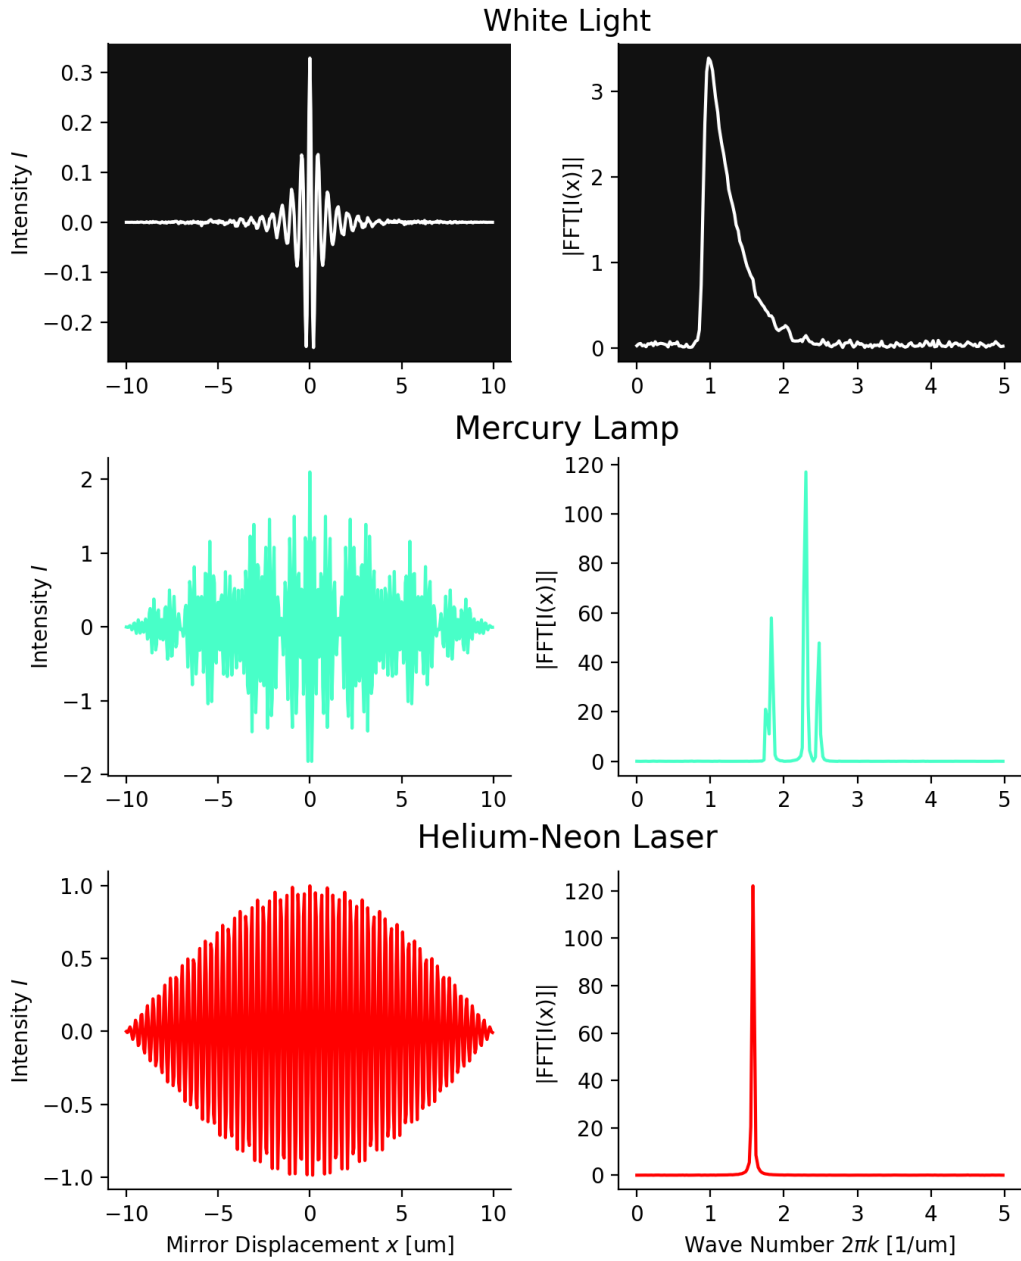 White Light
Intensity I
0.3
0.2
0.1
0.0
−0.1
−0.2
−10 −5 0 5 10
|FFT[I(x)]|
3
2
1
0
0 1 2 3 4 5
Mercury Lamp
Intensity I
2
1
0
−1
−2
−10 −5 0 5 10
|FFT[I(x)]|
120
100
80
60
40
20
0
0 1 2 3 4 5
Helium-Neon Laser
Intensity I
1.0
0.5
0.0
−0.5
−1.0
−10 −5 0 5 10
Mirror Displacement x [um]
|FFT[I(x)]|
120
100
80
60
40
20
0
0 1 2 3 4 5
Wave Number 2πk [1/um]